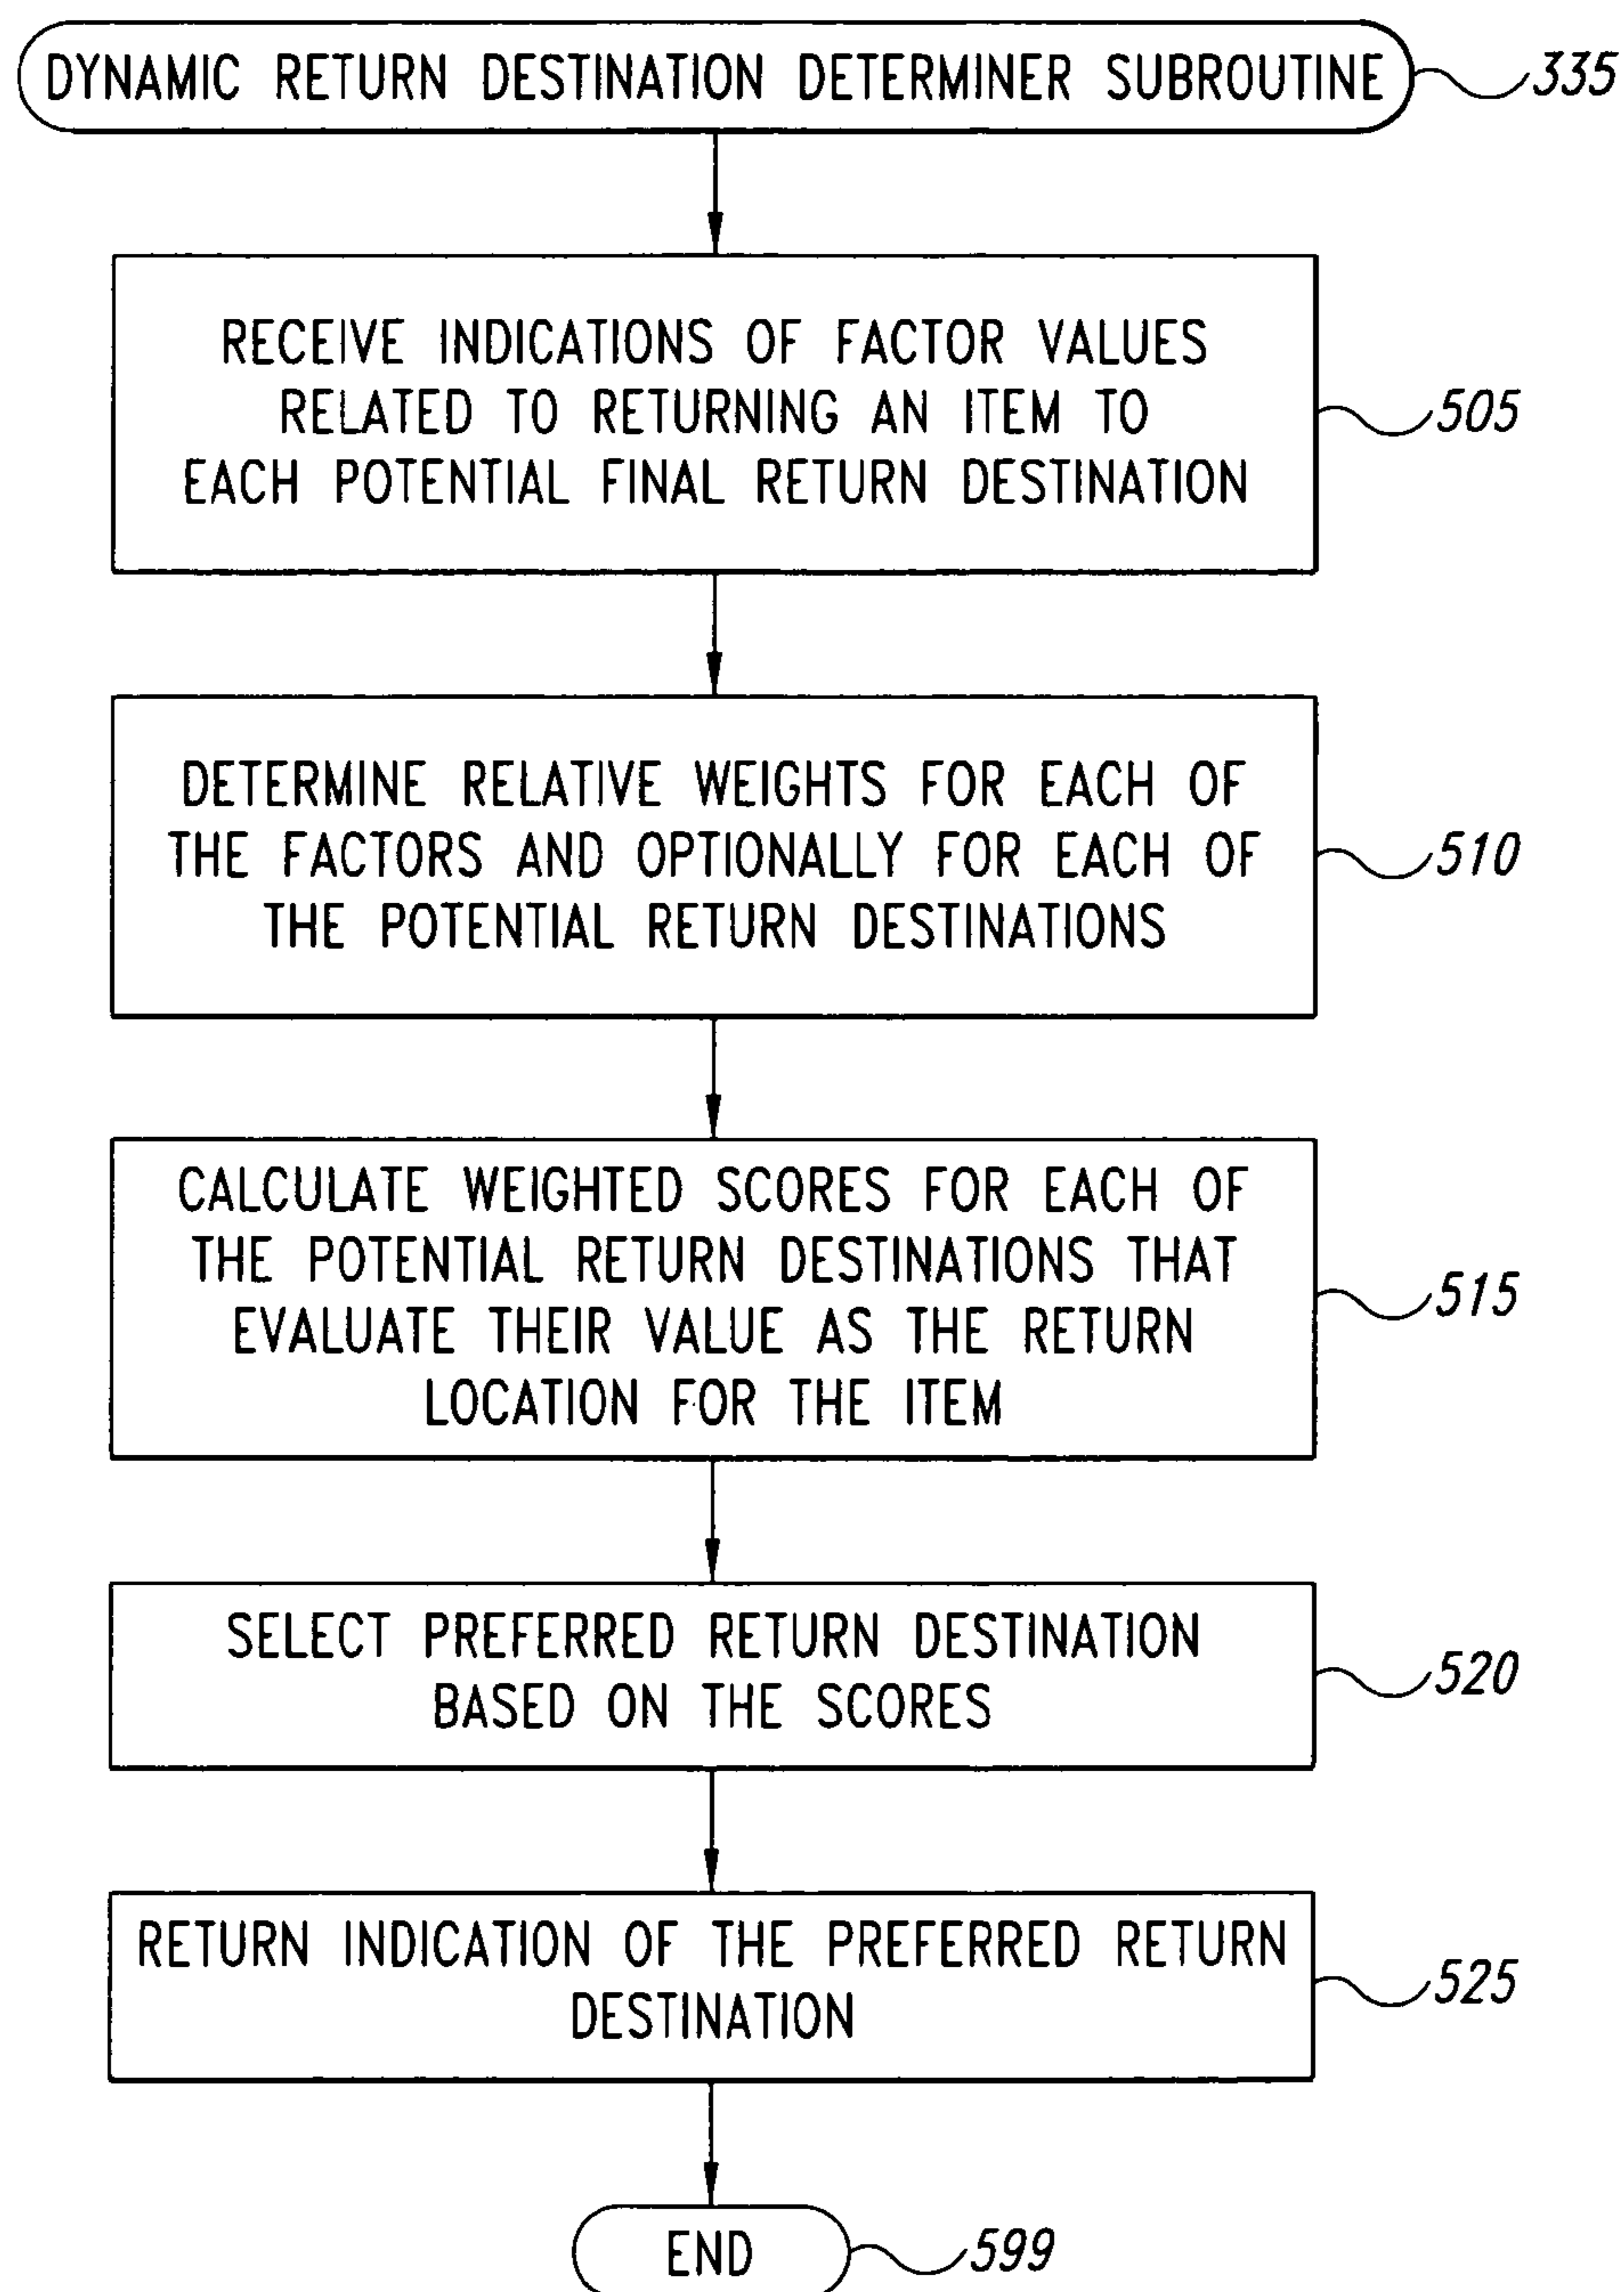 DYNAMIC RETURN DESTINATION DETERMINER SUBROUTINE
335
RECEIVE INDICATIONS OF FACTOR VALUES
RELATED TO RETURNING AN ITEM TO
EACH POTENTIAL FINAL RETURN DESTINATION
505
DETERMINE RELATIVE WEIGHTS FOR EACH OF
THE FACTORS AND OPTIONALLY FOR EACH OF
THE POTENTIAL RETURN DESTINATIONS
510
CALCULATE WEIGHTED SCORES FOR EACH OF
THE POTENTIAL RETURN DESTINATIONS THAT
EVALUATE THEIR VALUE AS THE RETURN
LOCATION FOR THE ITEM
515
SELECT PREFERRED RETURN DESTINATION
BASED ON THE SCORES
520
RETURN INDICATION OF THE PREFERRED RETURN
DESTINATION
525
END
599